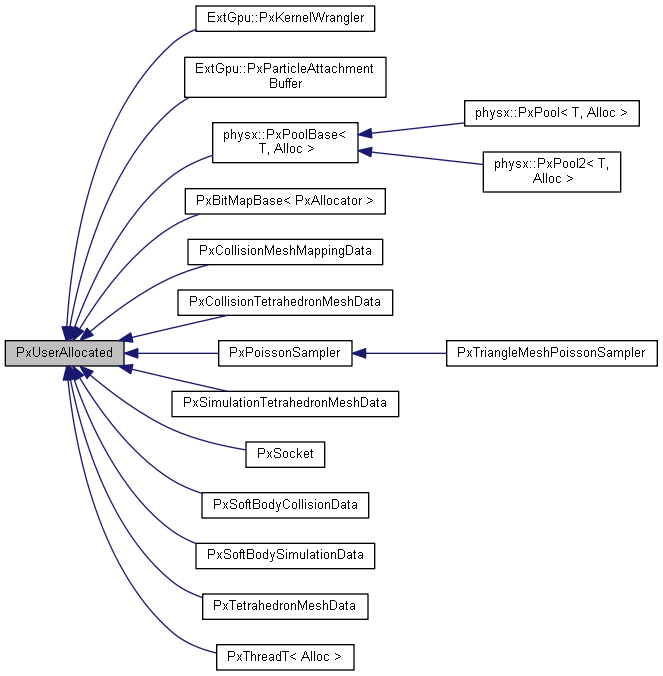 ExtGpu::PxKernelWrangler
ExtGpu::PxParticleAttachment
Buffer
physx::PxPoolBase<
T, Alloc >
physx::PxPool< T, Alloc >
physx::PxPool2< T,
Alloc >
PxBitMapBase< PxAllocator >
PxCollisionMeshMappingData
PxCollisionTetrahedronMeshData
PxUserAllocated
PxPoissonSampler
PxTriangleMeshPoissonSampler
PxSimulationTetrahedronMeshData
PxSocket
PxSoftBodyCollisionData
PxSoftBodySimulationData
PxTetrahedronMeshData
PxThreadT< Alloc >